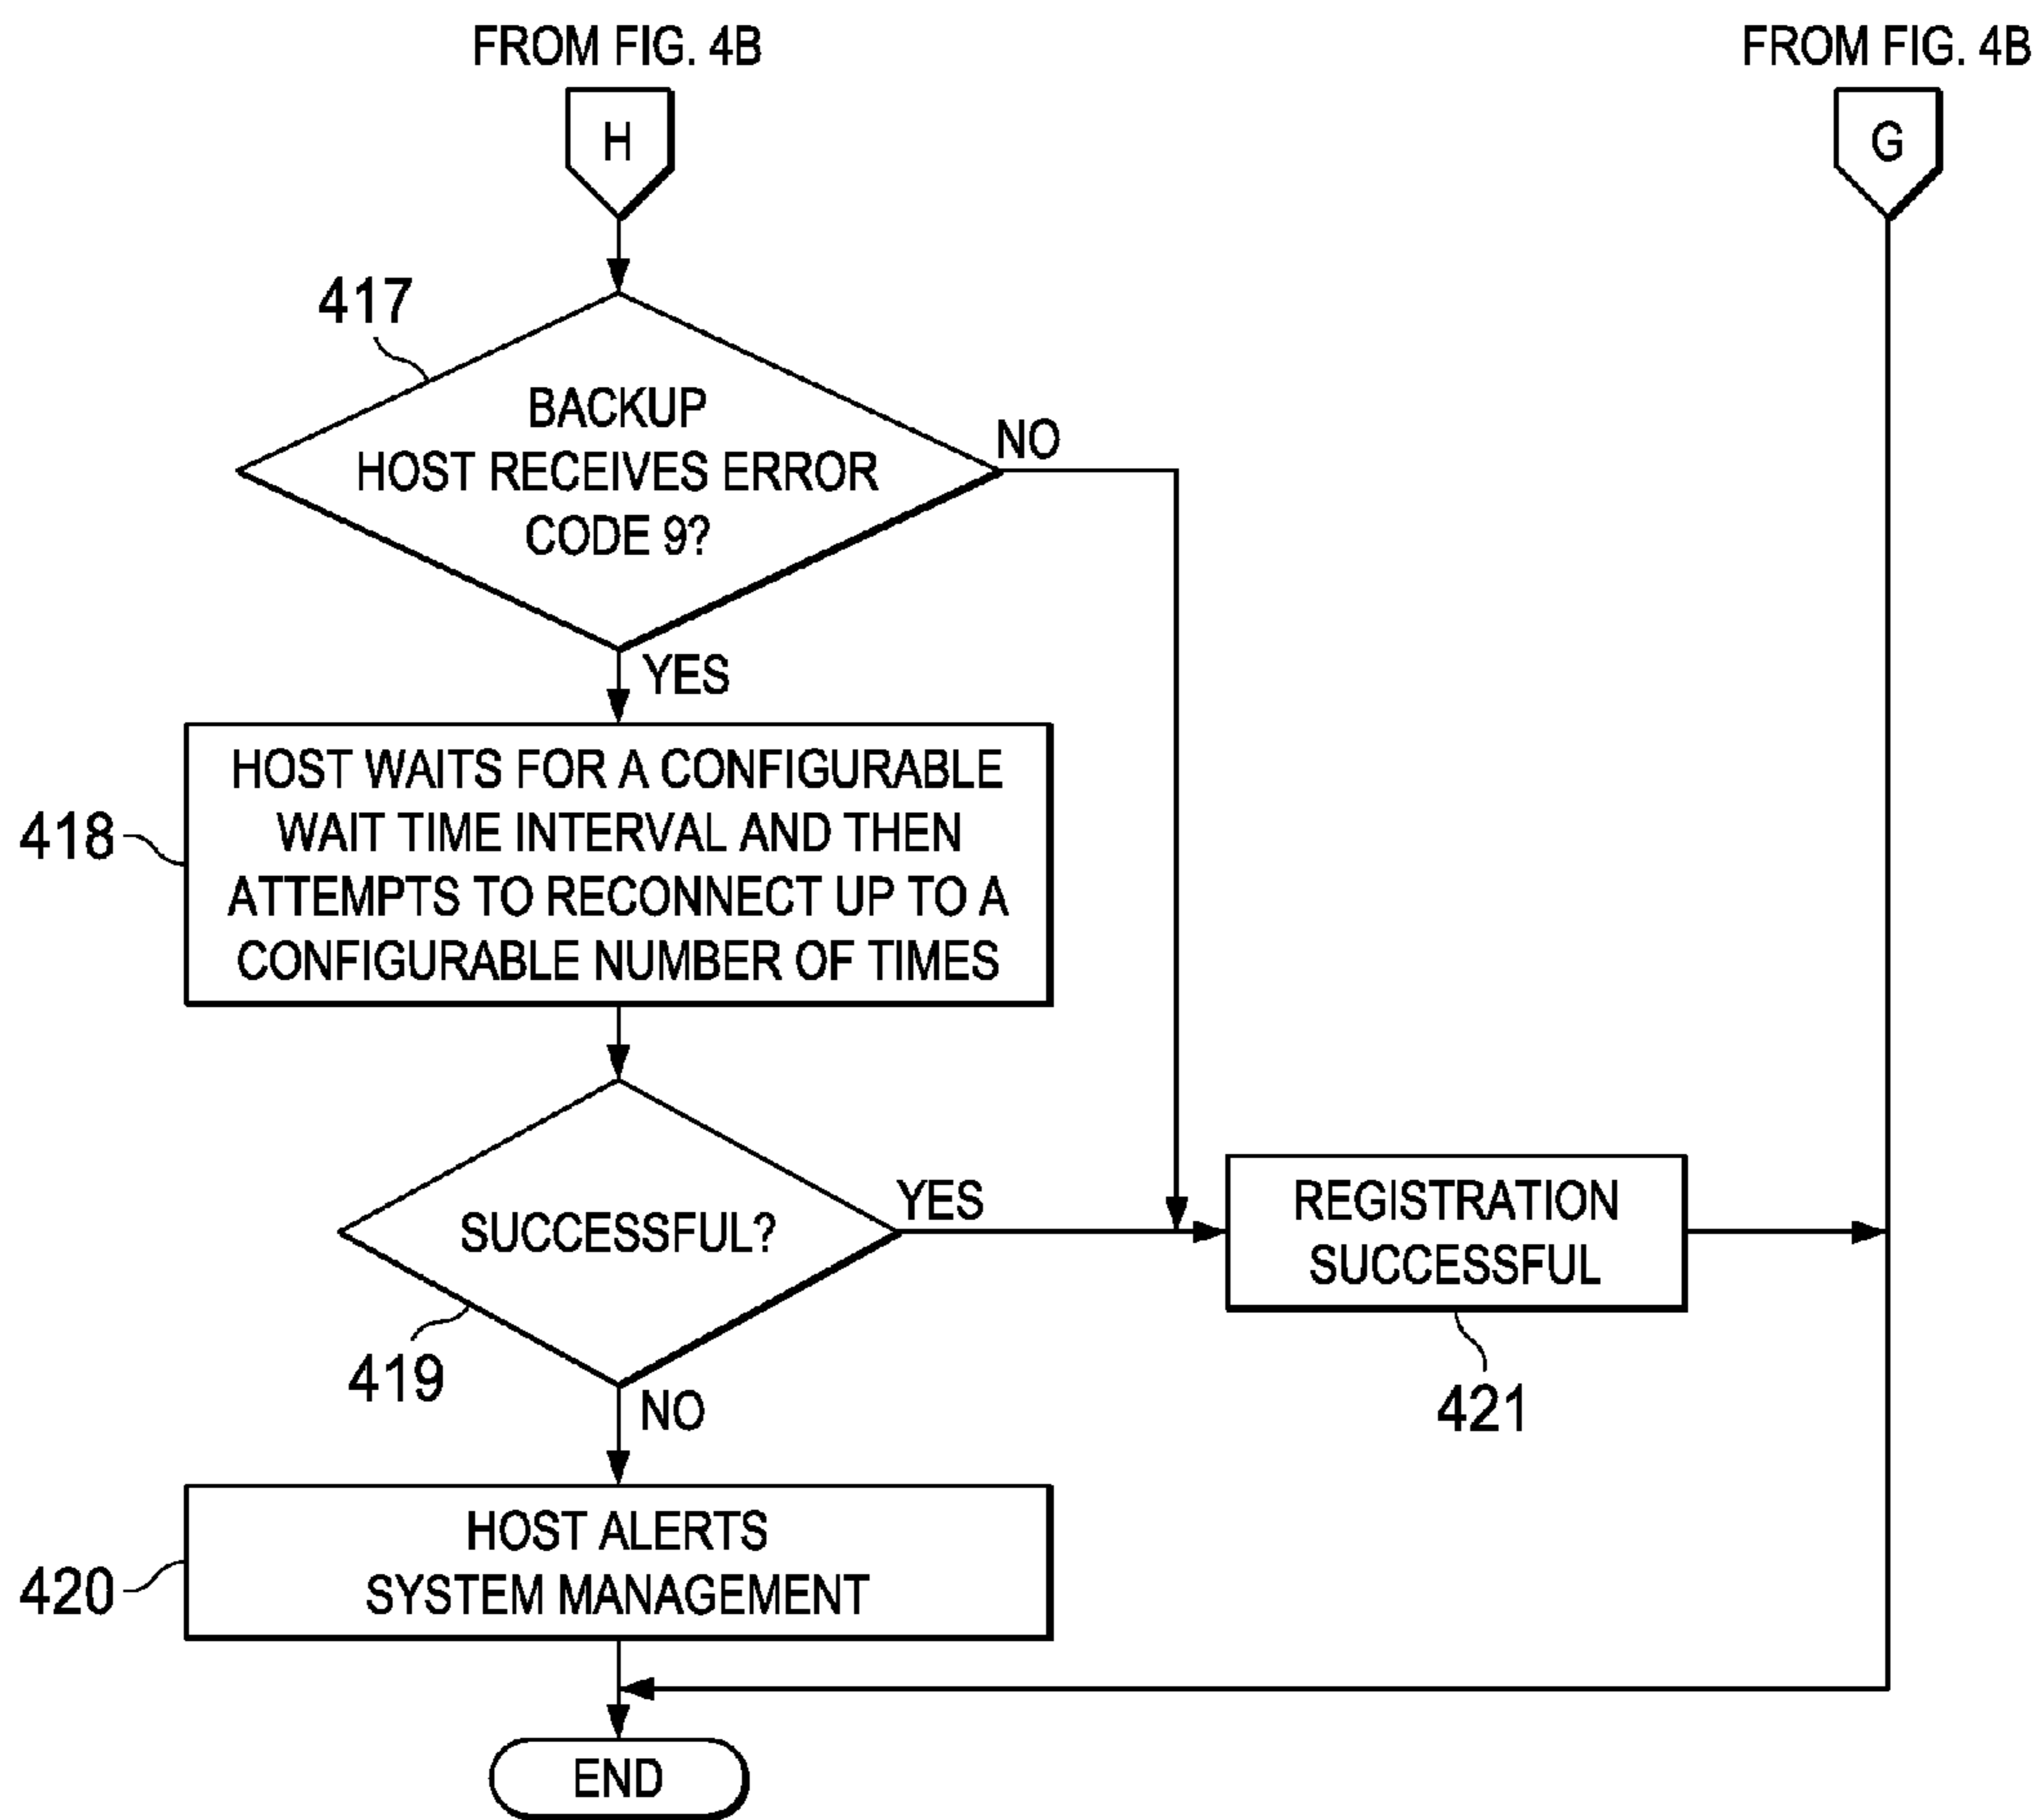 FROM FIG. 4B
FROM FIG. 4B
H
G
417
BACKUP
HOST RECEIVES ERROR
CODE 9?
NO
YES
418
HOST WAITS FOR A CONFIGURABLE
WAIT TIME INTERVAL AND THEN
ATTEMPTS TO RECONNECT UP TO A
CONFIGURABLE NUMBER OF TIMES
SUCCESSFUL?
YES
419
NO
REGISTRATION
SUCCESSFUL
421
420
HOST ALERTS
SYSTEM MANAGEMENT
END